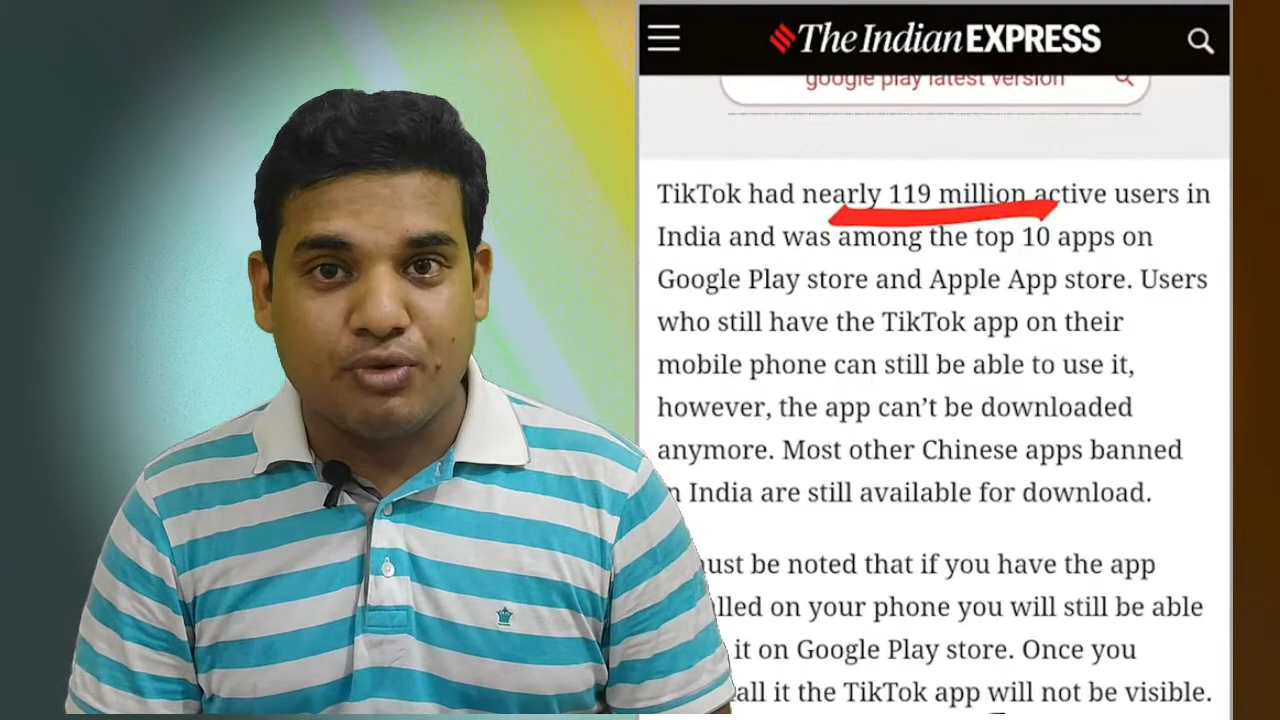 The Indian EXPRESS
google play latest version
TikTok had nearly 119 million active users in
India and was among the top 10 apps on
Google Play store and Apple App store. Users
who still have the TikTok app on their
mobile phone can still be able to use it,
however, the app can’t be downloaded
anymore. Most other Chinese apps banned
India are still available for download.
must be noted that if you have the app
on your phone you will still be able
it on Google Play store. Once you
it the TikTok app will not be visible.